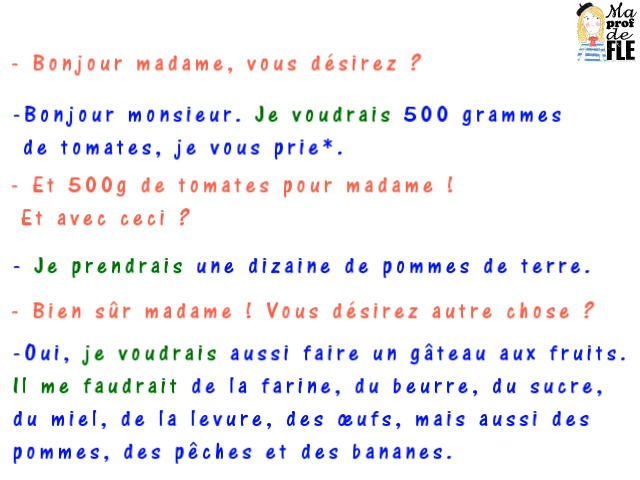 Ma
prof
de
FLE
- Bonjour madame, vous désirez ?
-Bonjour monsieur. Je voudrais 500 grammes
de tomates, je vous prie*.
- Et 500g de tomates pour madame !
Et avec ceci ?
- Je prendrais une dizaine de pommes de terre.
- Bien sûr madame ! Vous désirez autre chose ?
-Oui, je voudrais aussi faire un gâteau aux fruits.
Il me faudrait de la farine, du beurre, du sucre,
du miel, de la levure, des œufs, mais aussi des
pommes, des pêches et des bananes.